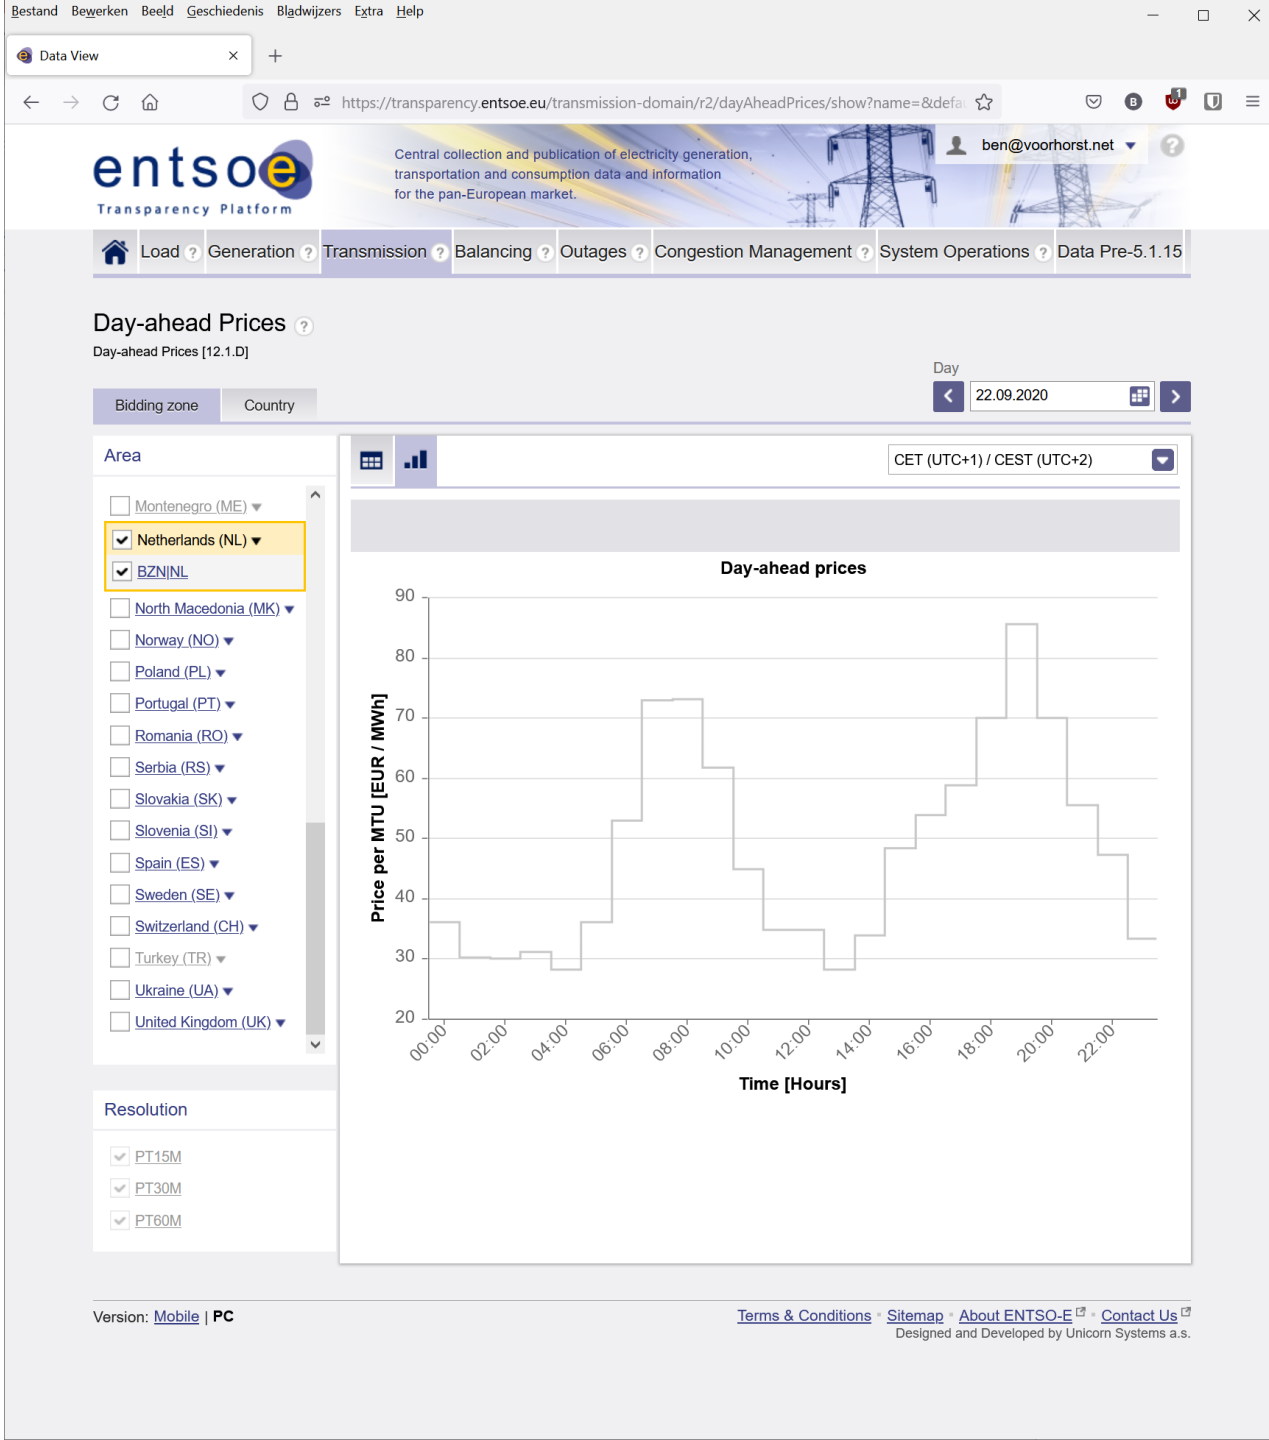 Bestand Bewerken Beeld Geschiedenis Bladwijzers Extra Help
Data View
https://transparency.entsoe.eu/transmission-domain/r2/dayAheadPrices/show?name=&defa
B
1
entsoe
Transparency Platform
Central collection and publication of electricity generation,
transportation and consumption data and information
for the pan-European market.
ben@voorhorst.net
?
Load ? Generation ? Transmission ? Balancing ? Outages ? Congestion Management ? System Operations ? Data Pre-5.1.15
Day-ahead Prices ?
Day-ahead Prices [12.1.D]
Day
22.09.2020
Bidding zone Country
Area
CET (UTC+1) / CEST (UTC+2)
Montenegro (ME)
Netherlands (NL)
BZN|NL
North Macedonia (MK)
Norway (NO)
Poland (PL)
Portugal (PT)
Romania (RO)
Serbia (RS)
Slovakia (SK)
Slovenia (SI)
Spain (ES)
Sweden (SE)
Switzerland (CH)
Turkey (TR)
Ukraine (UA)
United Kingdom (UK)
Day-ahead prices
Price per MTU [EUR / MWh]
90
80
70
60
50
40
30
20
00:00 02:00 04:00 06:00 08:00 10:00 12:00 14:00 16:00 18:00 20:00 22:00
Time [Hours]
Resolution
PT15M
PT30M
PT60M
Version: Mobile | PC
Terms & Conditions Sitemap About ENTSO-E Contact Us
Designed and Developed by Unicorn Systems a.s.